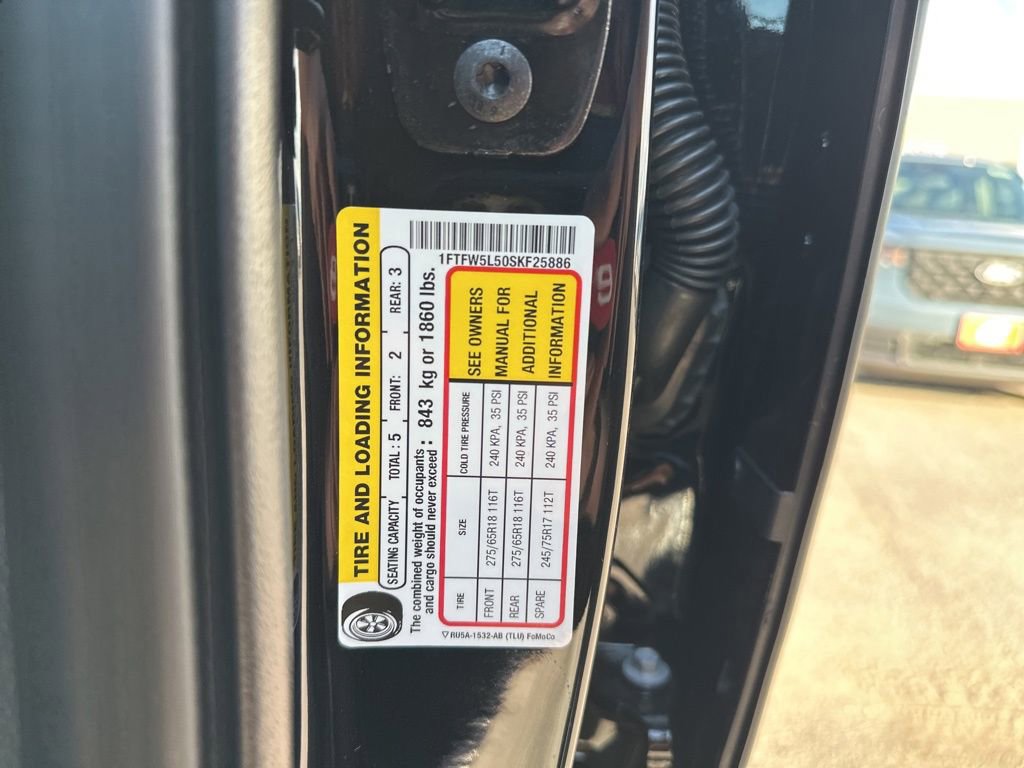 TIRE AND LOADING INFORMATION
SEATING CAPACITY TOTAL : 5 FRONT: 2 REAR: 3
The combined weight of occupants : 843 kg or 1860 lbs.
and cargo should never exceed
1FTFW5L50SKF25886
TIRE SIZE COLD TIRE PRESSURE SEE OWNERS
FRONT 275/65R18 116T 240 KPA, 35 PSI MANUAL FOR
REAR 275/65R18 116T 240 KPA, 35 PSI ADDITIONAL
SPARE 245/75R17 112T 240 KPA, 35 PSI INFORMATION
RU5A-1532-AB (TLU) FoMoCo